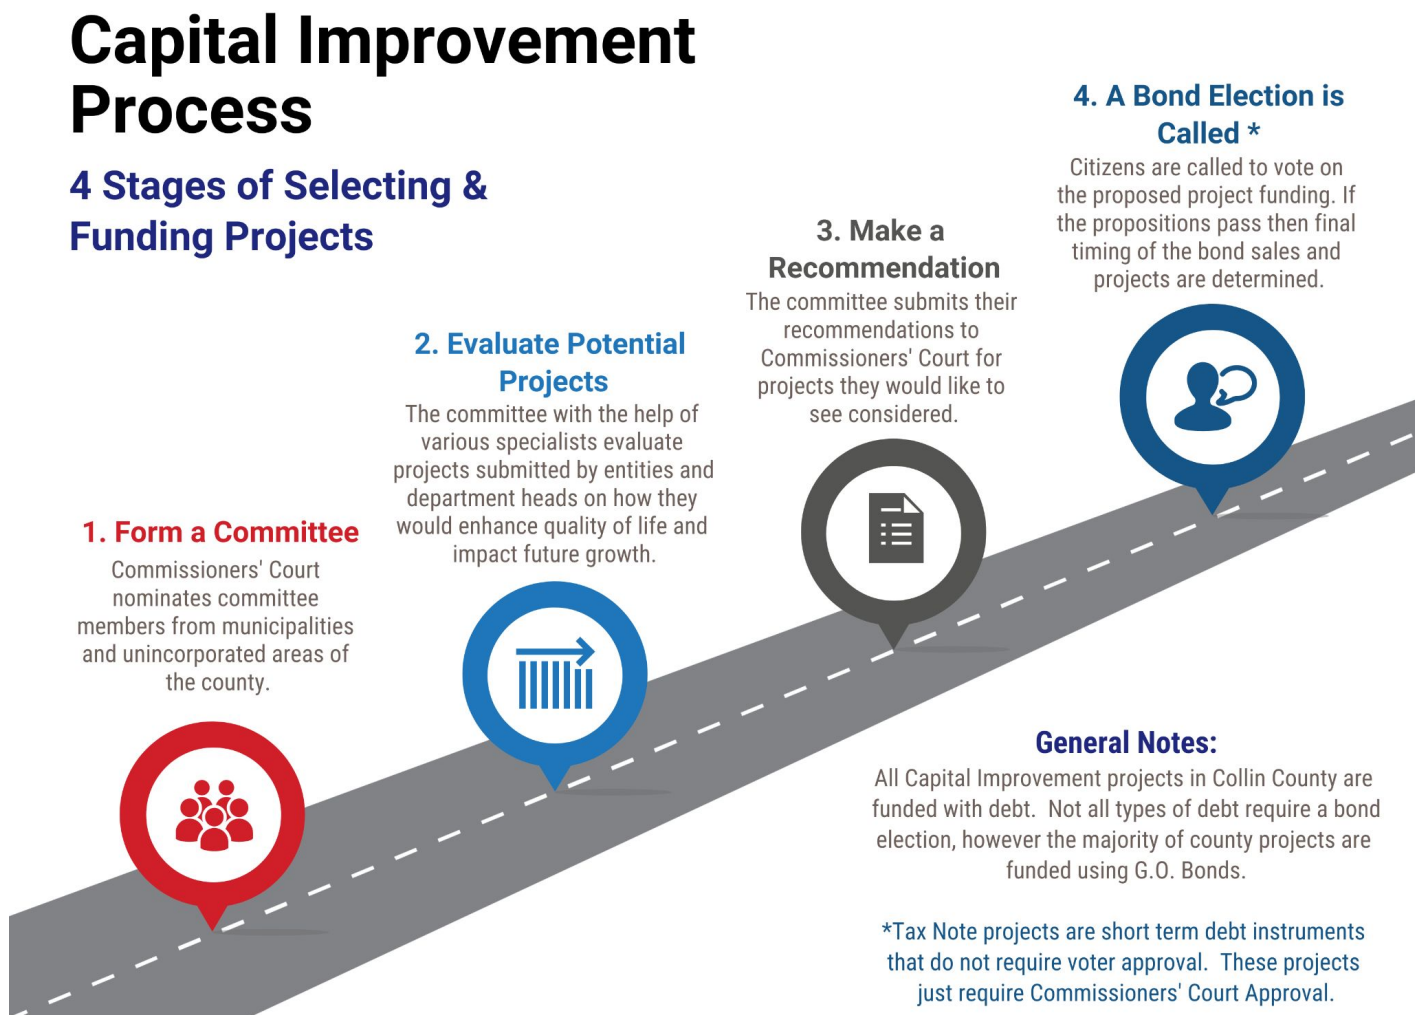 Capital Improvement
Process
4 Stages of Selecting &
Funding Projects
1. Form a Committee
Commissioners' Court
nominates committee
members from municipalities
and unincorporated areas of
the county.
2. Evaluate Potential
Projects
The committee with the help of
various specialists evaluate
projects submitted by entities and
department heads on how they
would enhance quality of life and
impact future growth.
3. Make a
Recommendation
The committee submits their
recommendations to
Commissioners' Court for
projects they would like to
see considered.
4. A Bond Election is
Called *
Citizens are called to vote on
the proposed project funding. If
the propositions pass then final
timing of the bond sales and
projects are determined.
General Notes:
All Capital Improvement projects in Collin County are
funded with debt.  Not all types of debt require a bond
election, however the majority of county projects are
funded using G.O. Bonds.
*Tax Note projects are short term debt instruments
that do not require voter approval.  These projects
just require Commissioners' Court Approval.